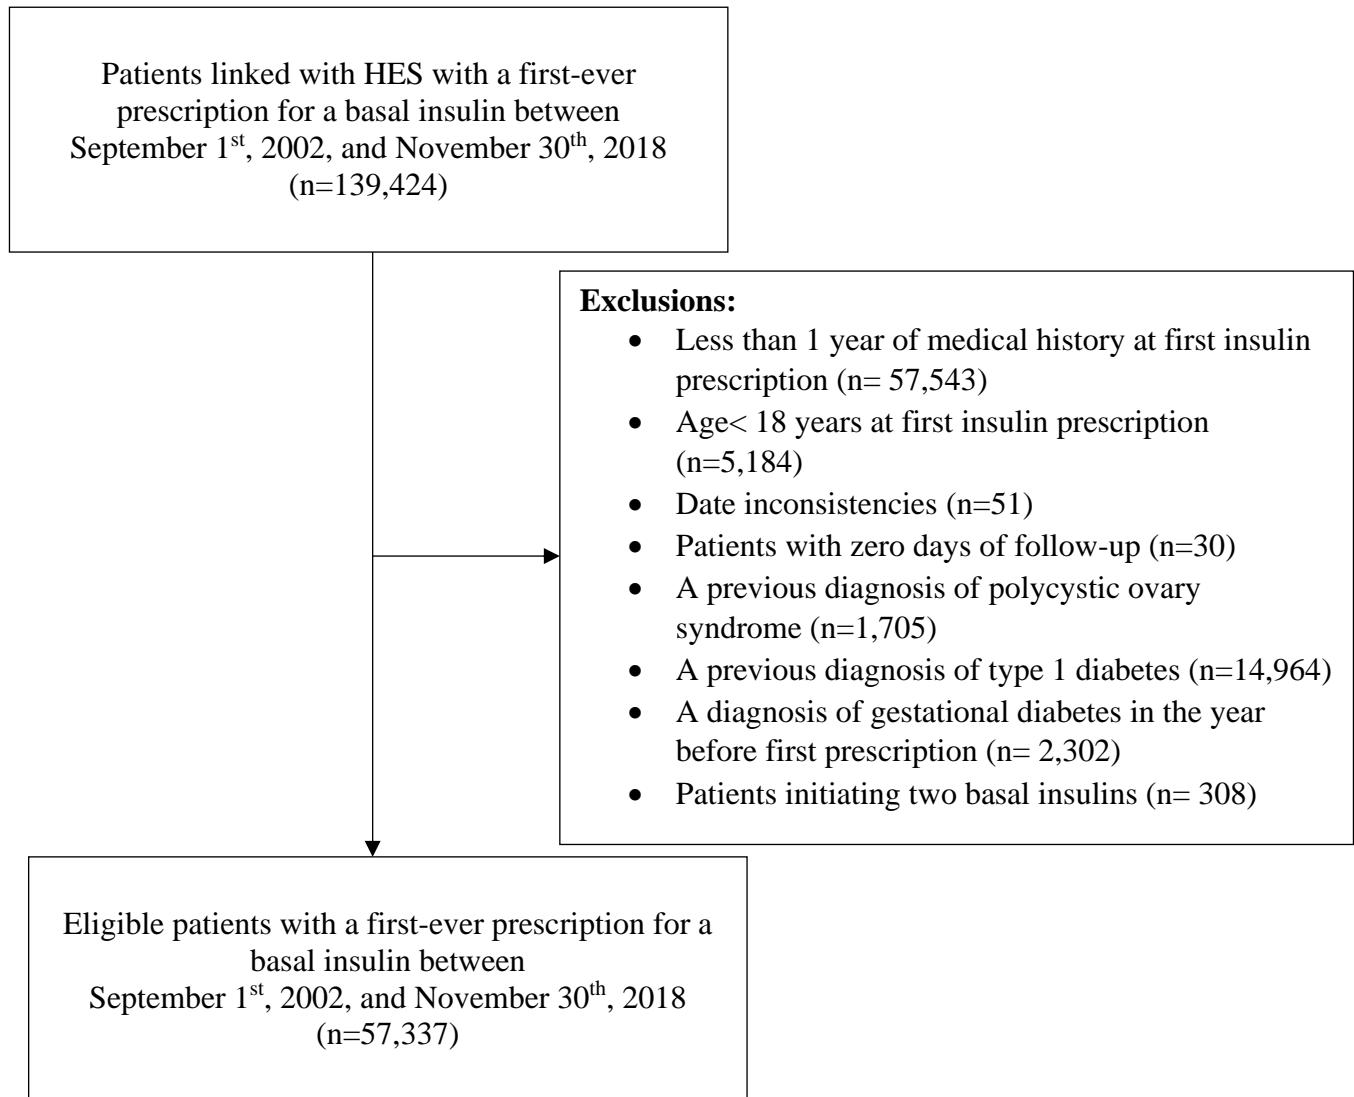 Patients linked with HES with a first-ever
prescription for a basal insulin between
September 1st, 2002, and November 30th, 2018
(n=139,424)
Exclusions:
• Less than 1 year of medical history at first insulin
prescription (n= 57,543)
• Age< 18 years at first insulin prescription
(n=5,184)
• Date inconsistencies (n=51)
• Patients with zero days of follow-up (n=30)
• A previous diagnosis of polycystic ovary
syndrome (n=1,705)
• A previous diagnosis of type 1 diabetes (n=14,964)
• A diagnosis of gestational diabetes in the year
before first prescription (n= 2,302)
• Patients initiating two basal insulins (n= 308)
Eligible patients with a first-ever prescription for a
basal insulin between
September 1st, 2002, and November 30th, 2018
(n=57,337)